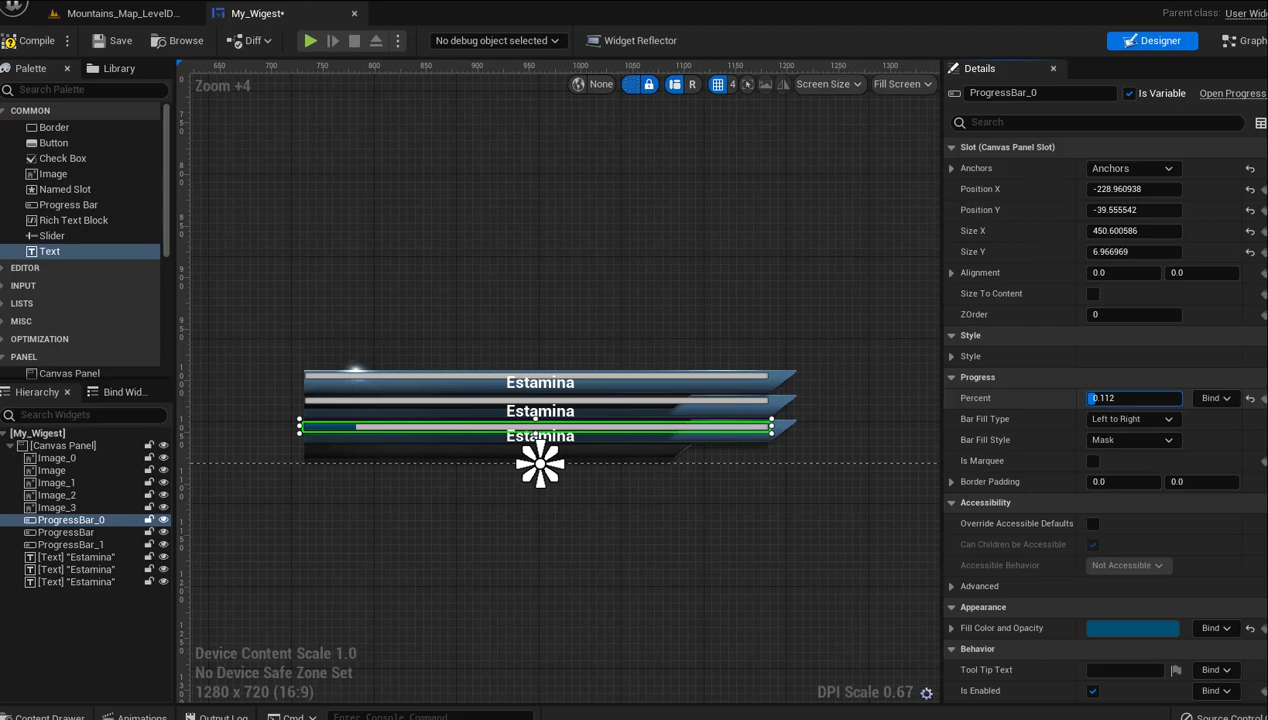 Mountains_Map_LevelD...
My_Wigest•
Parent class:
User Wid
Compile
Save
Browse
Diff
No debug object selected
Widget Reflector
Designer
Graph
Palette
Library
Search Palette
COMMON
Border
Button
Check Box
Image
Named Slot
Progress Bar
Rich Text Block
Slider
Text
EDITOR
INPUT
LISTS
MISC
OPTIMIZATION
PANEL
Canvas Panel
Hierarchy
Bind Wid...
Search Widgets
[My_Wigest]
[Canvas Panel]
Image_0
Image
Image_1
Image_2
Image_3
ProgressBar_0
ProgressBar
ProgressBar_1
[Text] "Estamina"
[Text] "Estamina"
[Text] "Estamina"
650 700 750 800 850 900 950 1000 1050 1100 1150 1200 1300
Zoom +4
None
R
4
Screen Size
Fill Screen
Estamina
Estamina
Estamina
Device Content Scale 1.0
No Device Safe Zone Set
1280 x 720 (16:9)
DPI Scale 0.67
Details
ProgressBar_0
Is Variable
Open Progress
Search
Slot (Canvas Panel Slot)
Anchors
Anchors
Position X
-228.960938
Position Y
-39.555542
Size X
450.600586
Size Y
6.966969
Alignment
0.0
0.0
Size To Content
ZOrder
0
Style
Style
Progress
Percent
0.112
Bind
Bar Fill Type
Left to Right
Bar Fill Style
Mask
Is Marquee
Border Padding
0.0
0.0
Accessibility
Override Accessible Defaults
Can Children be Accessible
Accessible Behavior
Not Accessible
Advanced
Appearance
Fill Color and Opacity
Bind
Behavior
Tool Tip Text
Bind
Is Enabled
Bind
Content Drawer
Animations
Output Log
Cmd
Enter Console Command
Source Control